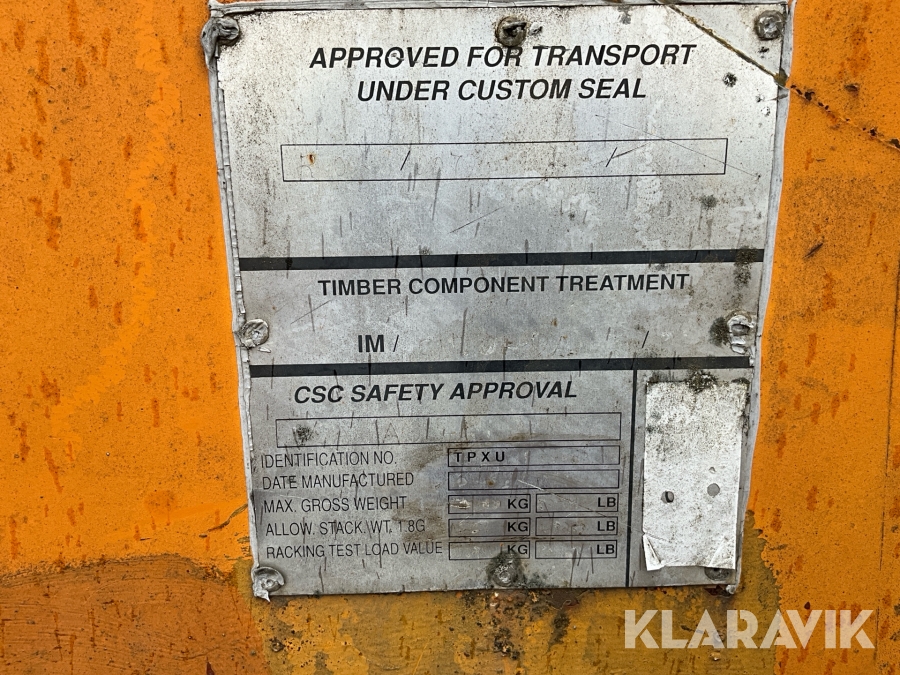 APPROVED FOR TRANSPORT
UNDER CUSTOM SEAL
/ /
TIMBER COMPONENT TREATMENT
IM / /
CSC SAFETY APPROVAL
IDENTIFICATION NO. TPXU
DATE MANUFACTURED
MAX. GROSS WEIGHT KG LB
ALLOW. STACK. WT. 1.8G KG LB
RACKING TEST LOAD VALUE KG LB
KLARAVIK